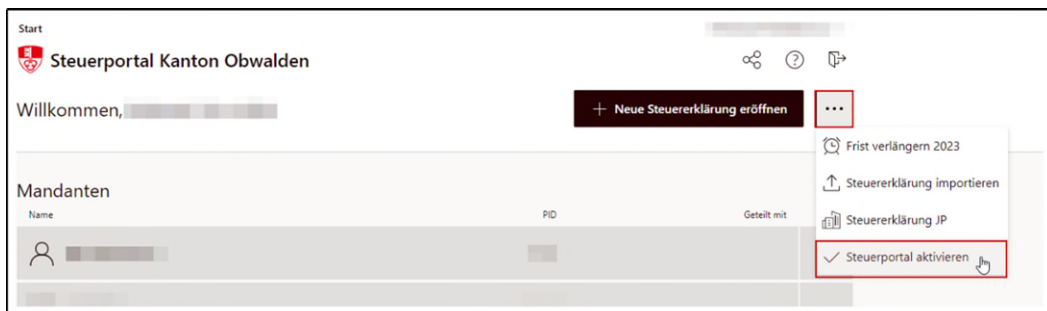 Start
Steuerportal Kanton Obwalden
Willkommen,
+ Neue Steuererklärung eröffnen
...
Frist verlängern 2023
Steuererklärung importieren
Steuererklärung JP
Steuerportal aktivieren
Mandanten
Name PID Geteilt mit